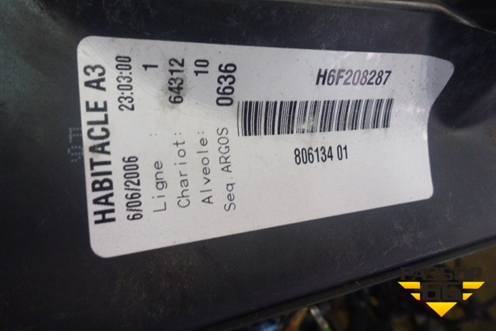 HABITACLE A3
6/06/2006 23:03:00
Ligne : 1
Chariot: 64312
Alveole: 10
Seq.ARGOS 0636
H6F208287
806134 01